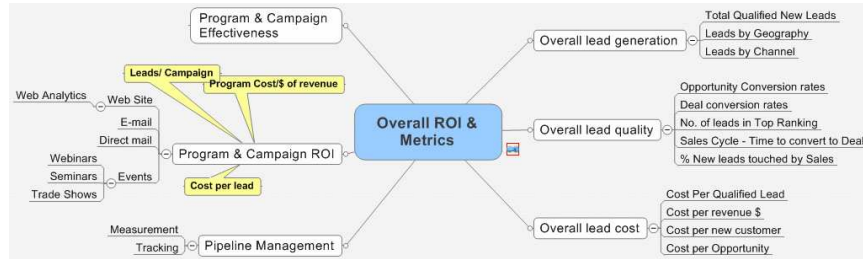 Program & Campaign
Effectiveness
Leads/ Campaign
Program Cost/$ of revenue
Web Analytics
Web Site
E-mail
Direct mail
Webinars
Seminars
Trade Shows
Events
Program & Campaign ROI
Cost per lead
Measurement
Tracking
Pipeline Management
Overall ROI &
Metrics
Overall lead generation
Total Qualified New Leads
Leads by Geography
Leads by Channel
Overall lead quality
Opportunity Conversion rates
Deal conversion rates
No. of leads in Top Ranking
Sales Cycle - Time to convert to Deal
% New leads touched by Sales
Overall lead cost
Cost Per Qualified Lead
Cost per revenue $
Cost per new customer
Cost per Opportunity